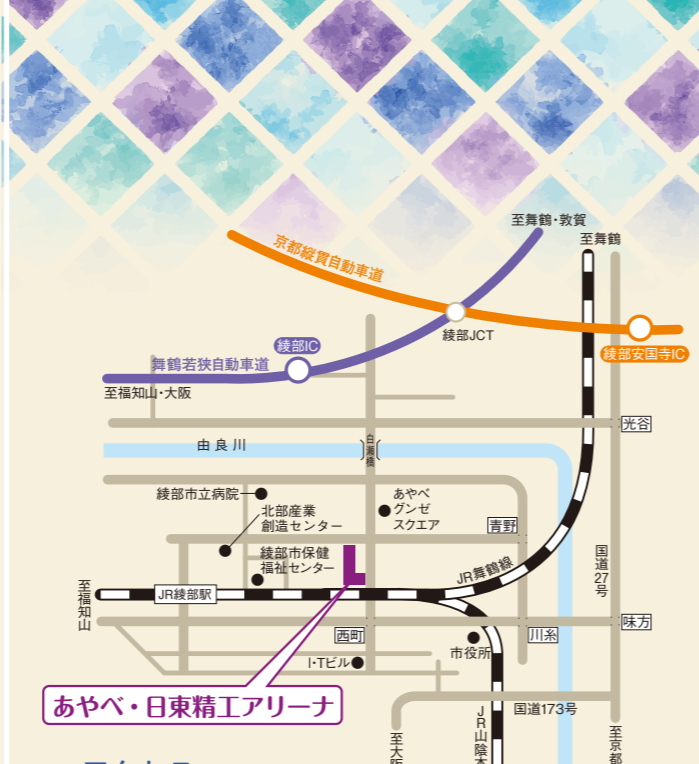 至舞鶴・敦賀
至舞鶴
京都縦貫自動車道
綾部JCT
綾部IC
綾部安国寺IC
舞鶴若狭自動車道
至福知山・大阪
光谷
由良川
白瀬橋
綾部市立病院
あやべ
グンゼ
スクエア
北部産業
創造センター
青野
綾部市保健
福祉センター
JR舞鶴線
国道27号
至福知山
JR綾部駅
西町
川糸
味方
市役所
I・Tビル
あやべ・日東精工アリーナ
国道173号
至大阪
JR山陰本
至京都